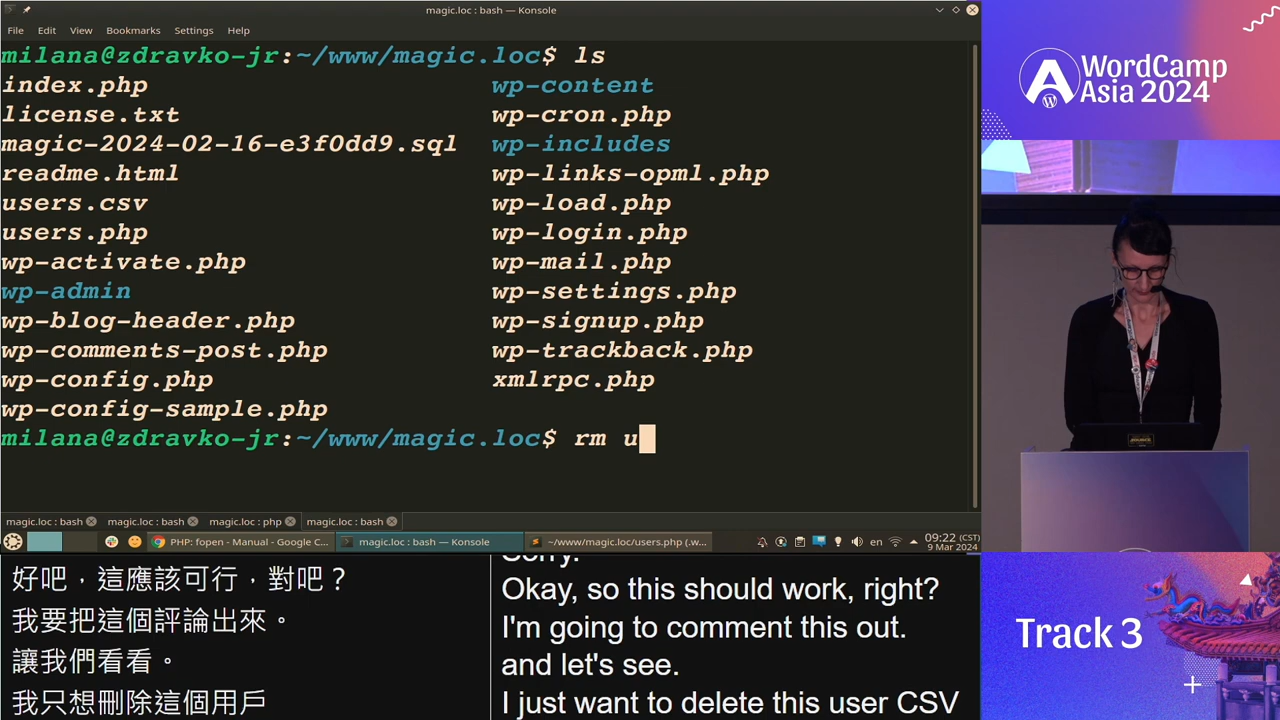 magic.loc : bash — Konsole
File Edit View Bookmarks Settings Help
milana@zdravko-jr:~/www/magic.loc$ ls
index.php wp-content
license.txt wp-cron.php
magic-2024-02-16-e3f0dd9.sql wp-includes
readme.html wp-links-opml.php
users.csv wp-load.php
users.php wp-login.php
wp-activate.php wp-mail.php
wp-admin wp-settings.php
wp-blog-header.php wp-signup.php
wp-comments-post.php wp-trackback.php
wp-config.php xmlrpc.php
wp-config-sample.php
milana@zdravko-jr:~/www/magic.loc$ rm u
magic.loc : bash magic.loc : bash magic.loc : php magic.loc : bash
PHP: fopen - Manual - Google C... magic.loc : bash — Konsole ~/www/magic.loc/users.php (.w... en 09:22 (CST)
9 Mar 2024
WordCamp
Asia 2024
好吧，這應該可行，對吧？
我要把這個評論出來。
讓我們看看。
我只想刪除這個用戶
Sorry.
Okay, so this should work, right?
I'm going to comment this out.
and let's see.
I just want to delete this user CSV
Track 3